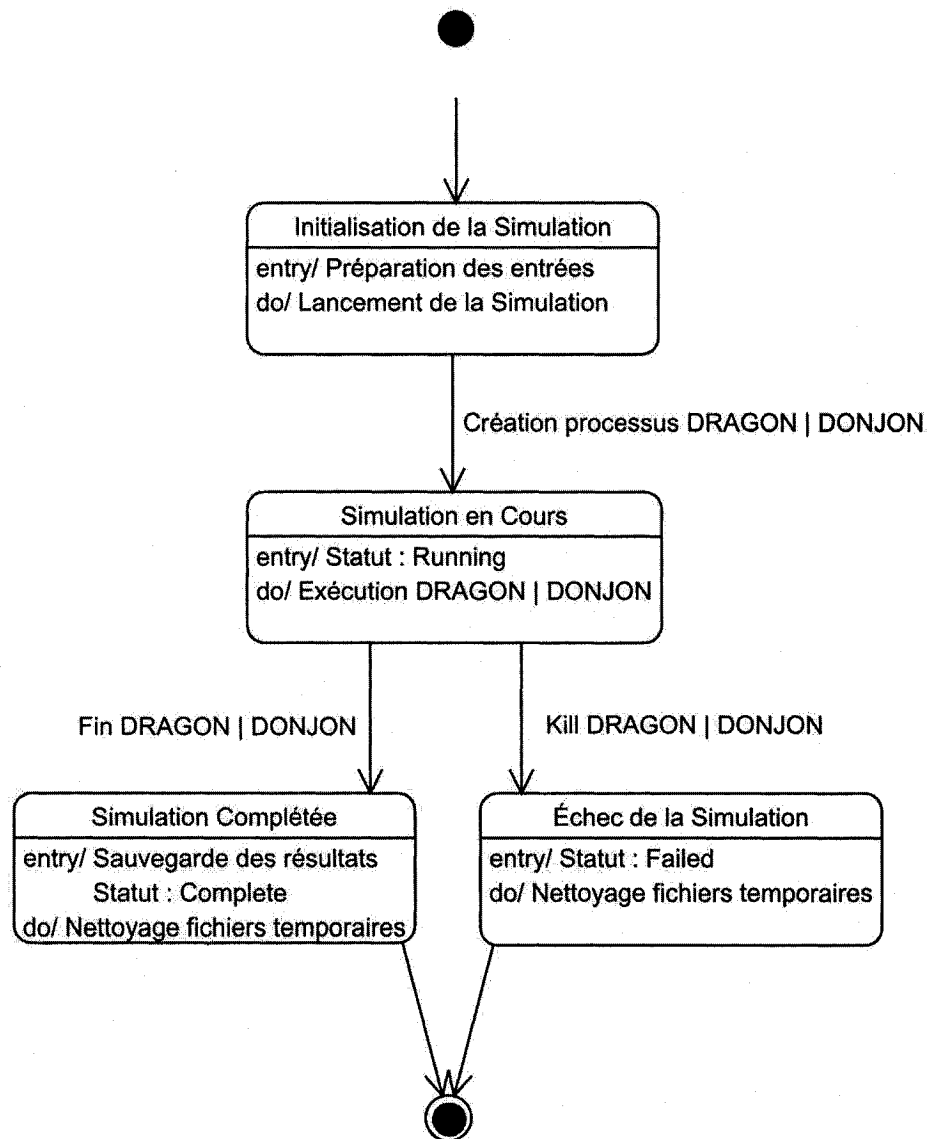 Initialisation de la Simulation
entry/ Préparation des entrées
do/ Lancement de la Simulation
Création processus DRAGON | DONJON
Simulation en Cours
entry/ Statut : Running
do/ Exécution DRAGON | DONJON
Fin DRAGON | DONJON
Kill DRAGON | DONJON
Simulation Complétée
entry/ Sauvegarde des résultats
Statut : Complete
do/ Nettoyage fichiers temporaires
Échec de la Simulation
entry/ Statut : Failed
do/ Nettoyage fichiers temporaires